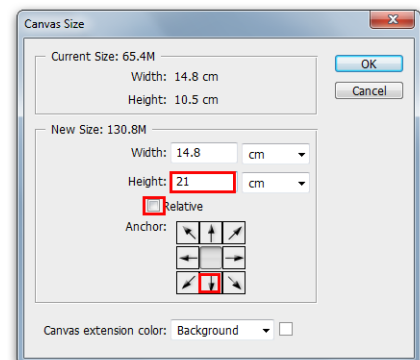 Canvas Size
Current Size: 65.4M
Width: 14.8 cm
Height: 10.5 cm
OK
Cancel
New Size: 130.8M
Width: 14.8 cm
Height: 21 cm
Relative
Anchor:
Canvas extension color: Background